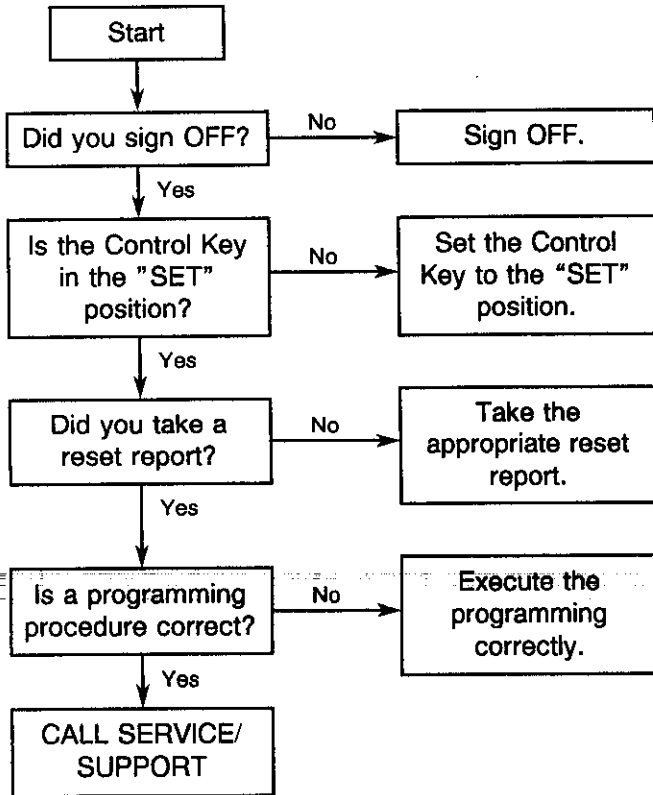 Start
Did you sign OFF?
No
Sign OFF.
Yes
Is the Control Key
in the "SET"
position?
No
Set the Control
Key to the “SET”
position.
Yes
Did you take a
reset report?
No
Take the
appropriate reset
report.
Yes
Is a programming
procedure correct?
No
Execute the
programming
correctly.
Yes
CALL SERVICE/
SUPPORT